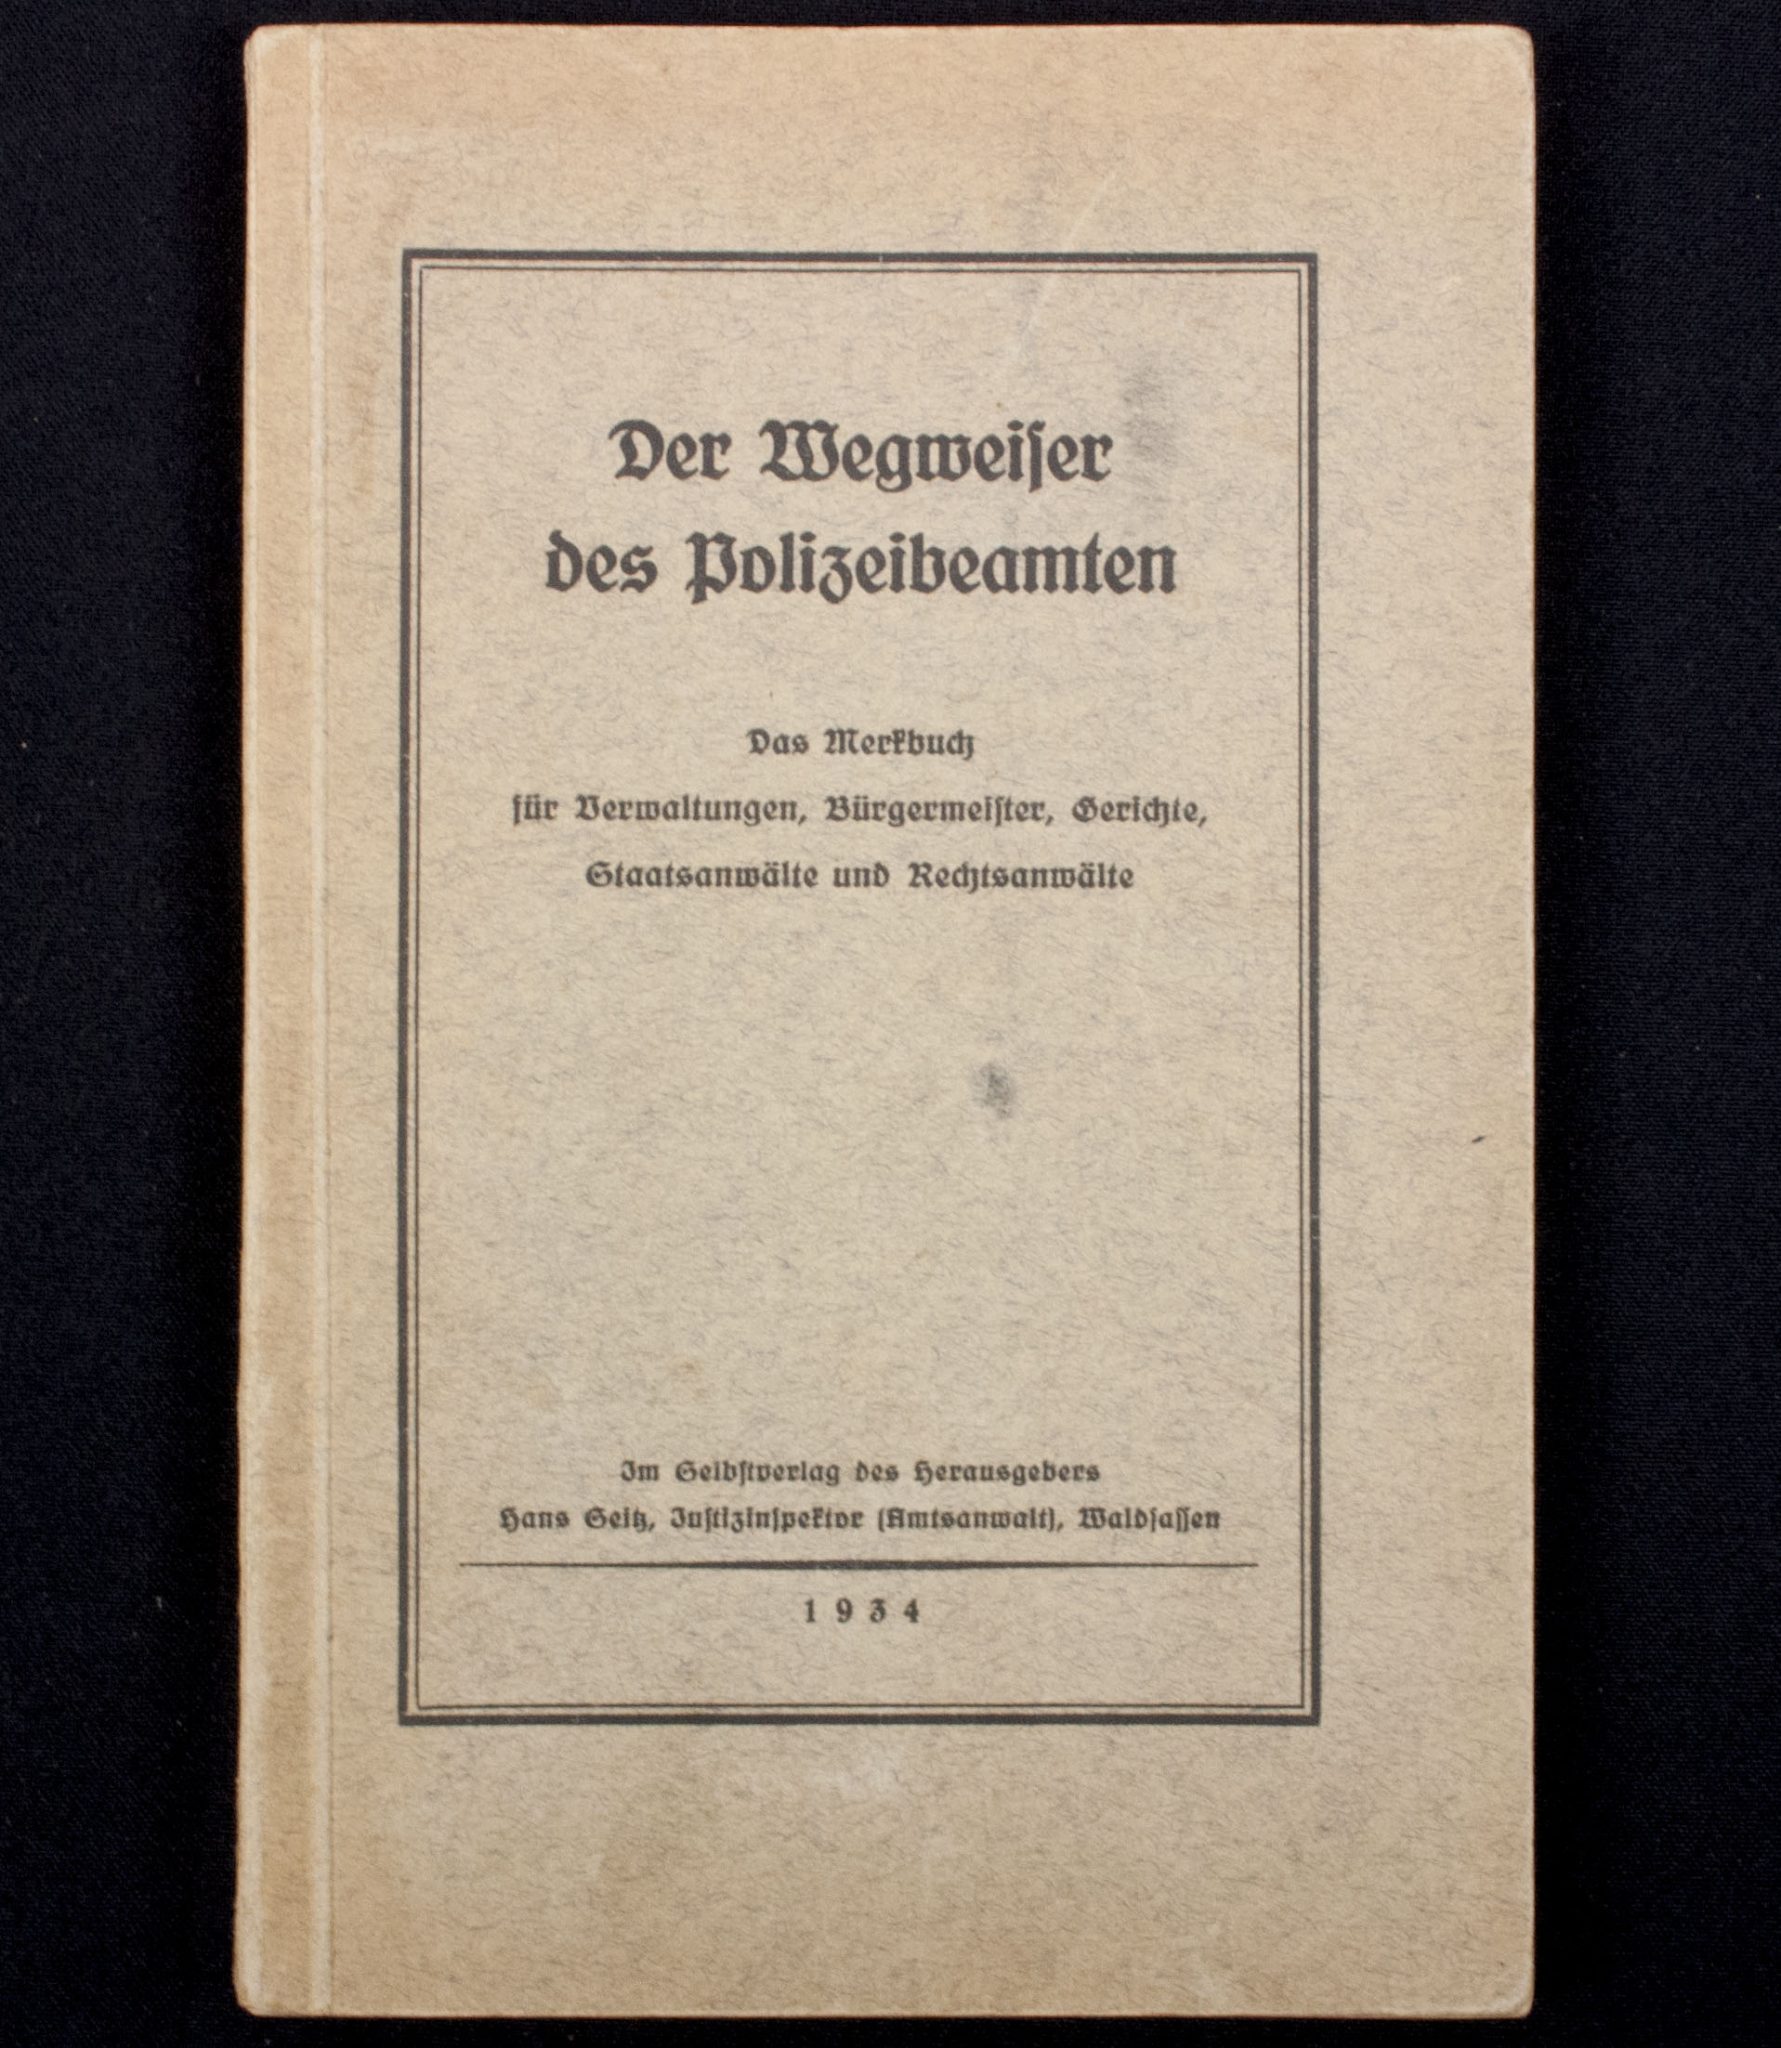 Der Wegweiser
des Polizeibeamten
Das Merkbuch
für Verwaltungen, Bürgermeister, Gerichte,
Staatsanwälte und Rechtsanwälte
Im Selbstverlag des Herausgebers
Hans Seitz, Justizinspektor (Amtsanwalt), Waldsassen
1934